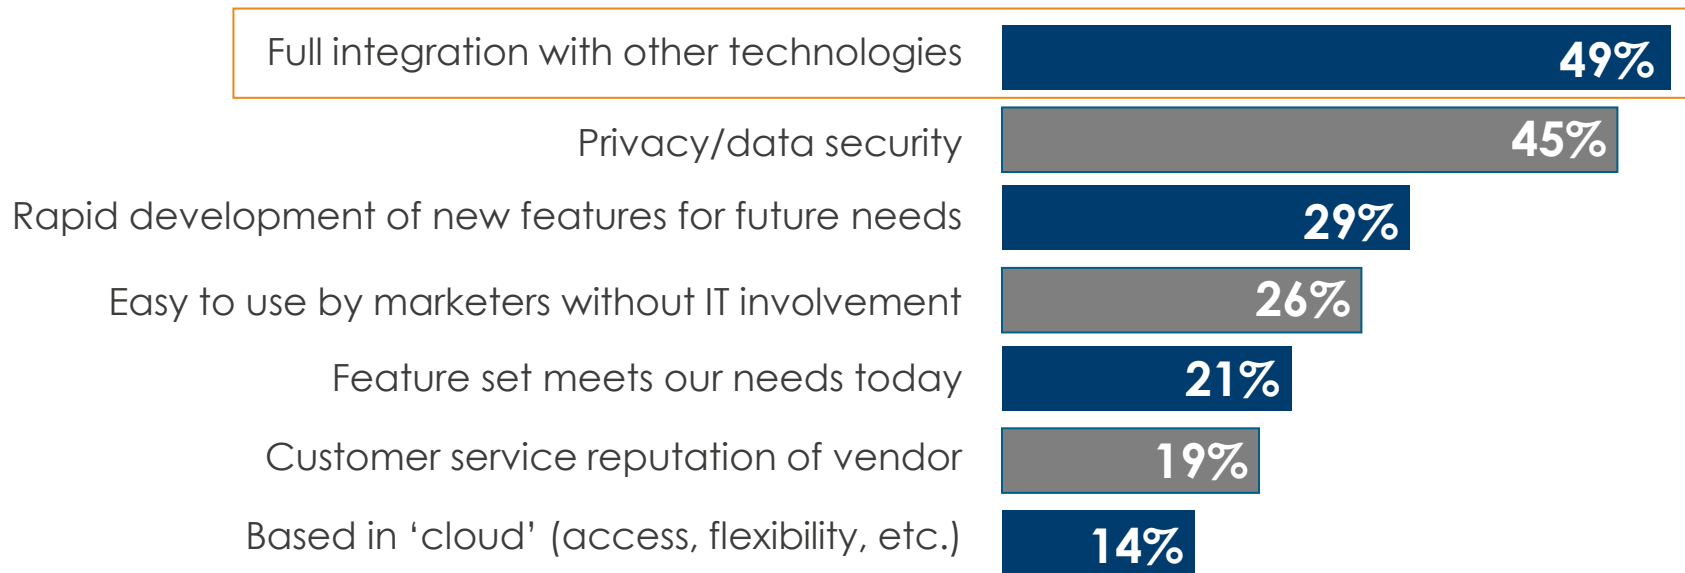 Full integration with other technologies 49%
Privacy/data security 45%
Rapid development of new features for future needs 29%
Easy to use by marketers without IT involvement 26%
Feature set meets our needs today 21%
Customer service reputation of vendor 19%
Based in ‘cloud’ (access, flexibility, etc.) 14%